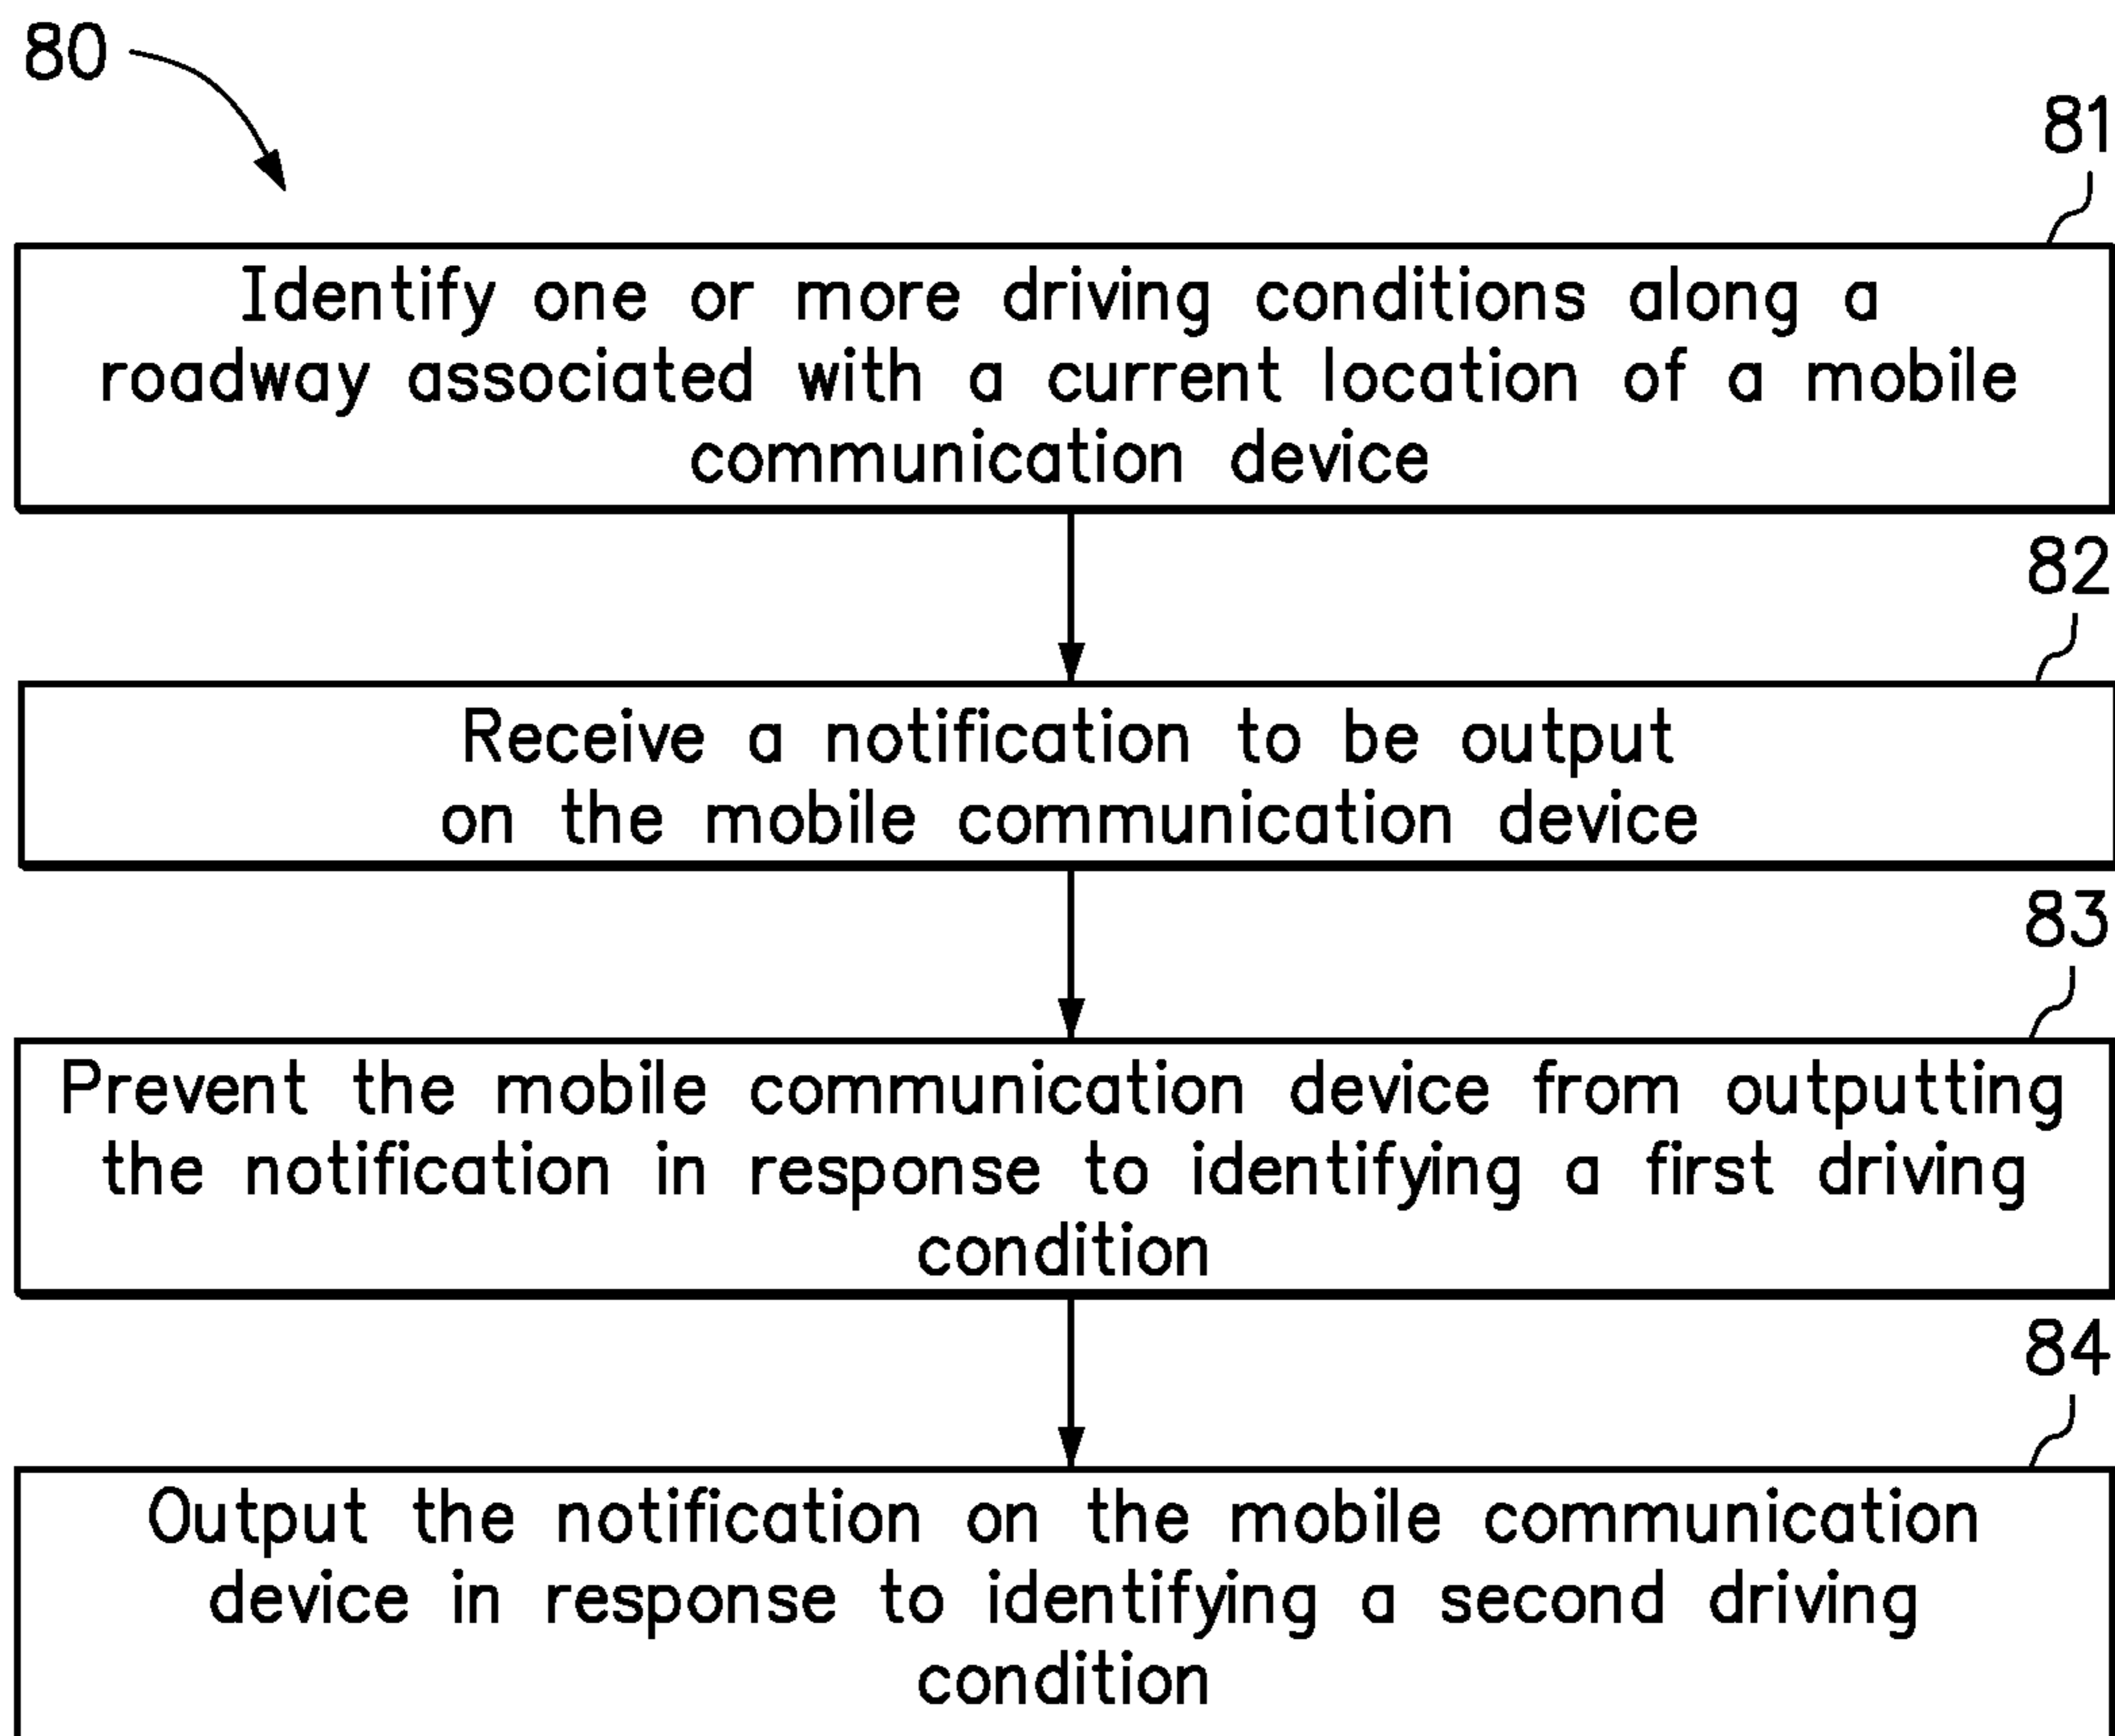 80
81
Identify one or more driving conditions along a
roadway associated with a current location of a mobile
communication device
82
Receive a notification to be output
on the mobile communication device
83
Prevent the mobile communication device from outputting
the notification in response to identifying a first driving
condition
84
Output the notification on the mobile communication
device in response to identifying a second driving
condition